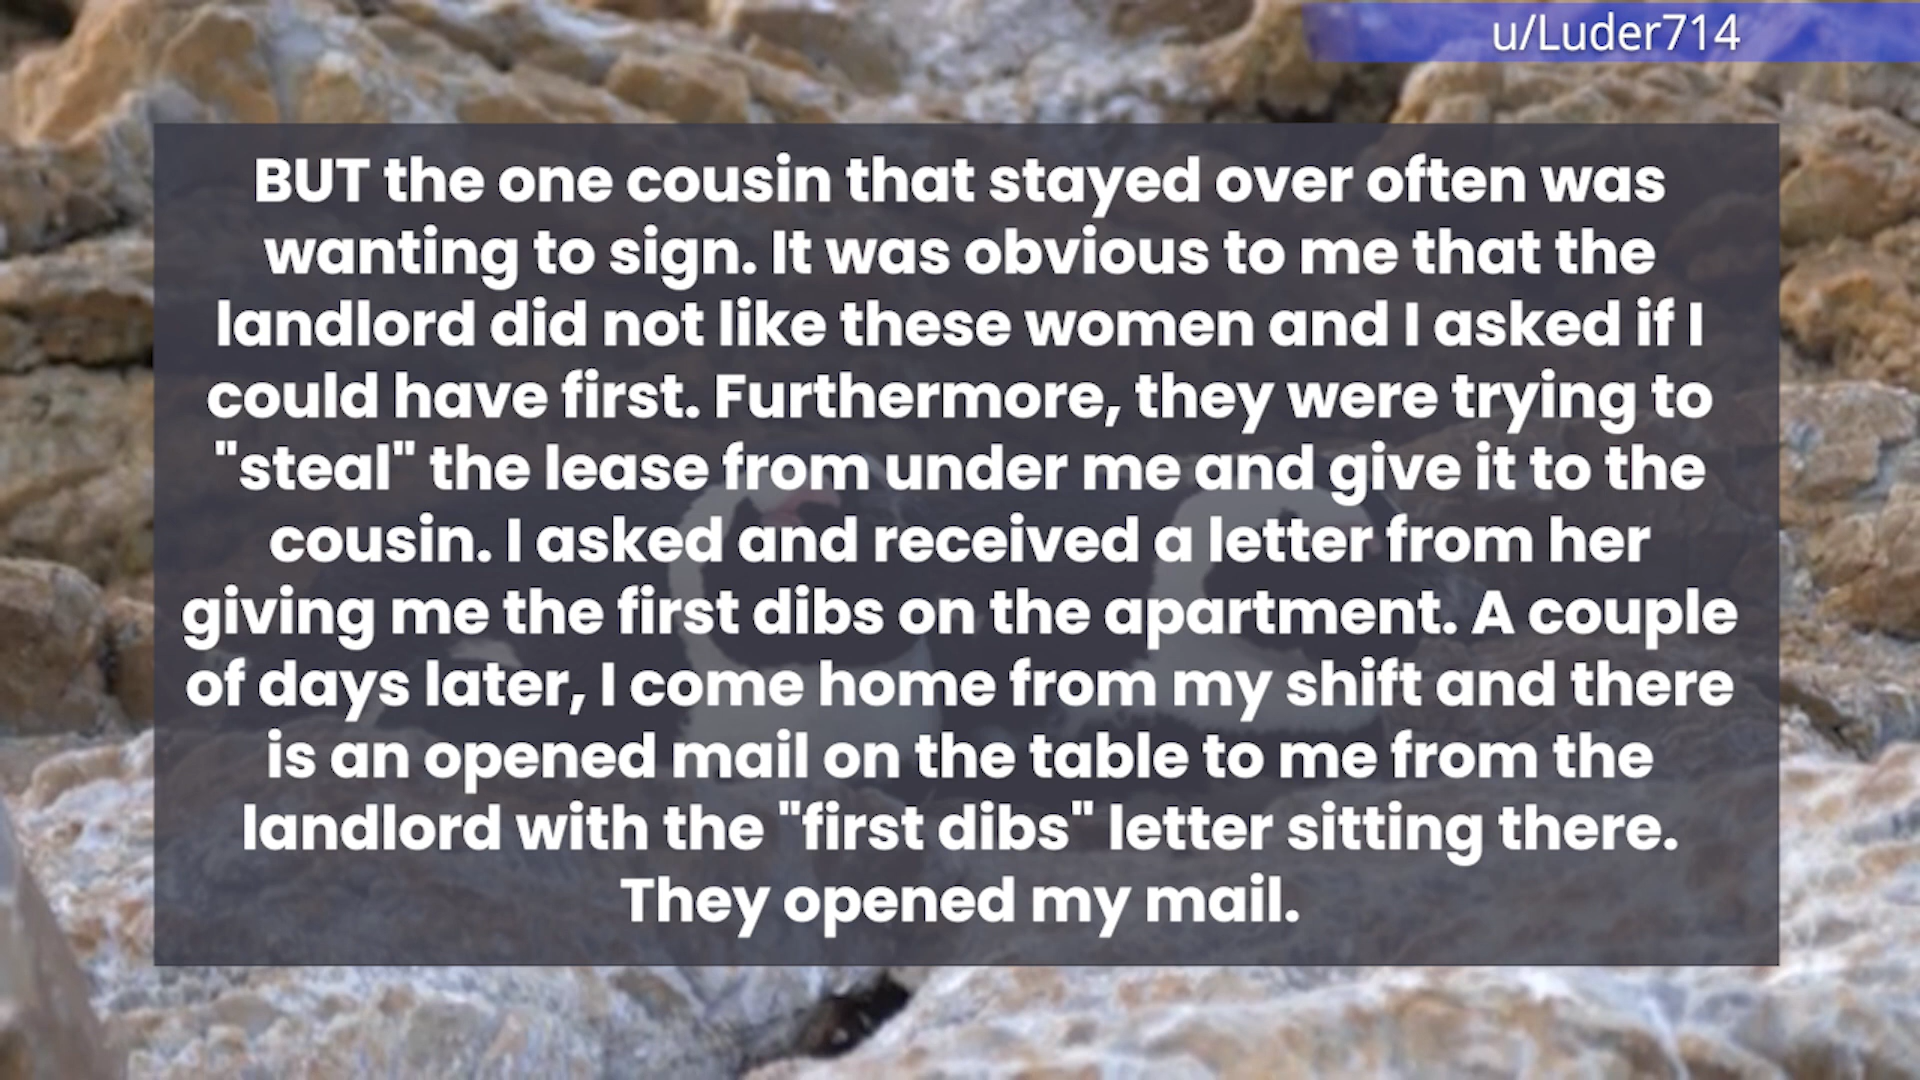 u/Luder714
BUT the one cousin that stayed over often was
wanting to sign. It was obvious to me that the
landlord did not like these women and I asked if I
could have first. Furthermore, they were trying to
"steal" the lease from under me and give it to the
cousin. I asked and received a letter from her
giving me the first dibs on the apartment. A couple
of days later, I come home from my shift and there
is an opened mail on the table to me from the
landlord with the "first dibs" letter sitting there.
They opened my mail.